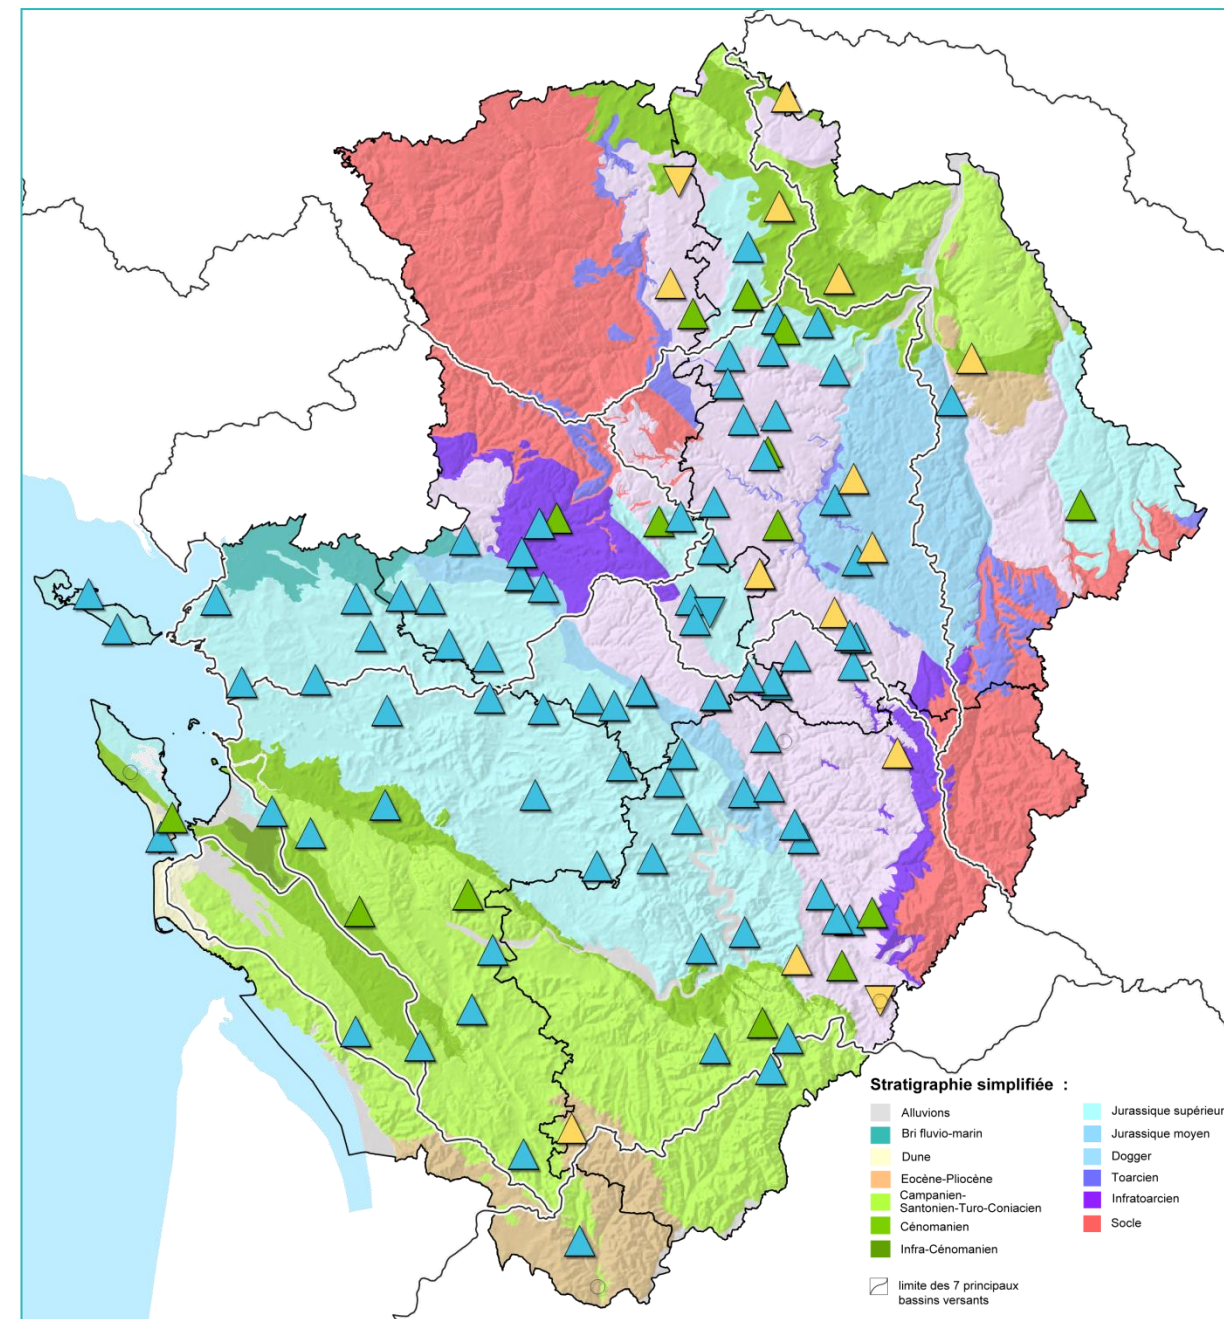 Stratigraphie simplifiée :
Alluvions
Bri fluvio-marin
Dune
Eocène-Pliocène
Campanien-
Santonien-Turo-Coniacien
Cénomanien
Infra-Cénomanien
limite des 7 principaux
bassins versants
Jurassique supérieur
Jurassique moyen
Dogger
Toarcien
Infratoarcien
Socle